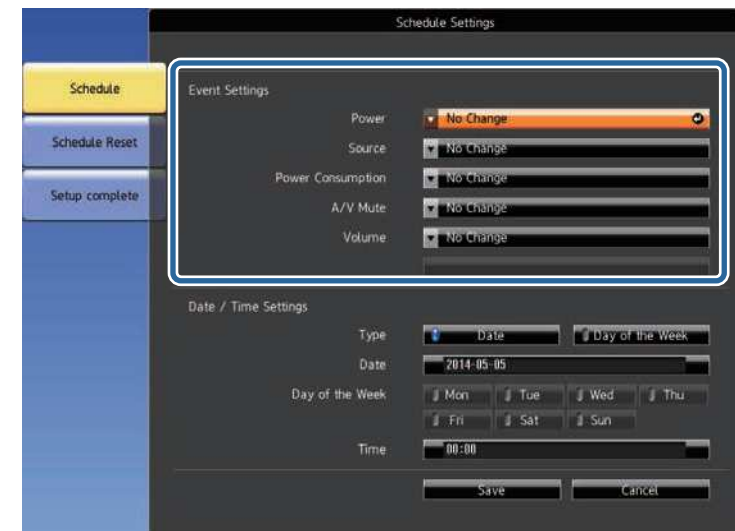 Schedule Settings
Schedule
Schedule Reset
Setup complete
Event Settings
Power No Change
Source No Change
Power Consumption No Change
A/V Mute No Change
Volume No Change
Date / Time Settings
Type Date Day of the Week
Date 2014-05-05
Day of the Week Mon Tue Wed Thu
Fri Sat Sun
Time 00:00
Save Cancel